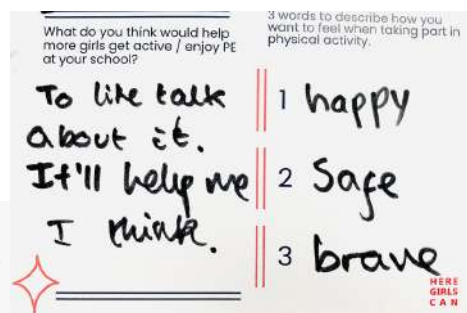 What do you think would help
more girls get active / enjoy PE
at your school?
To like talk
about it.
It'll help me
I think.
3 words to describe how you
want to feel when taking part in
physical activity.
1 happy
2 Safe
3 brave
HERE
GIRLS
CAN